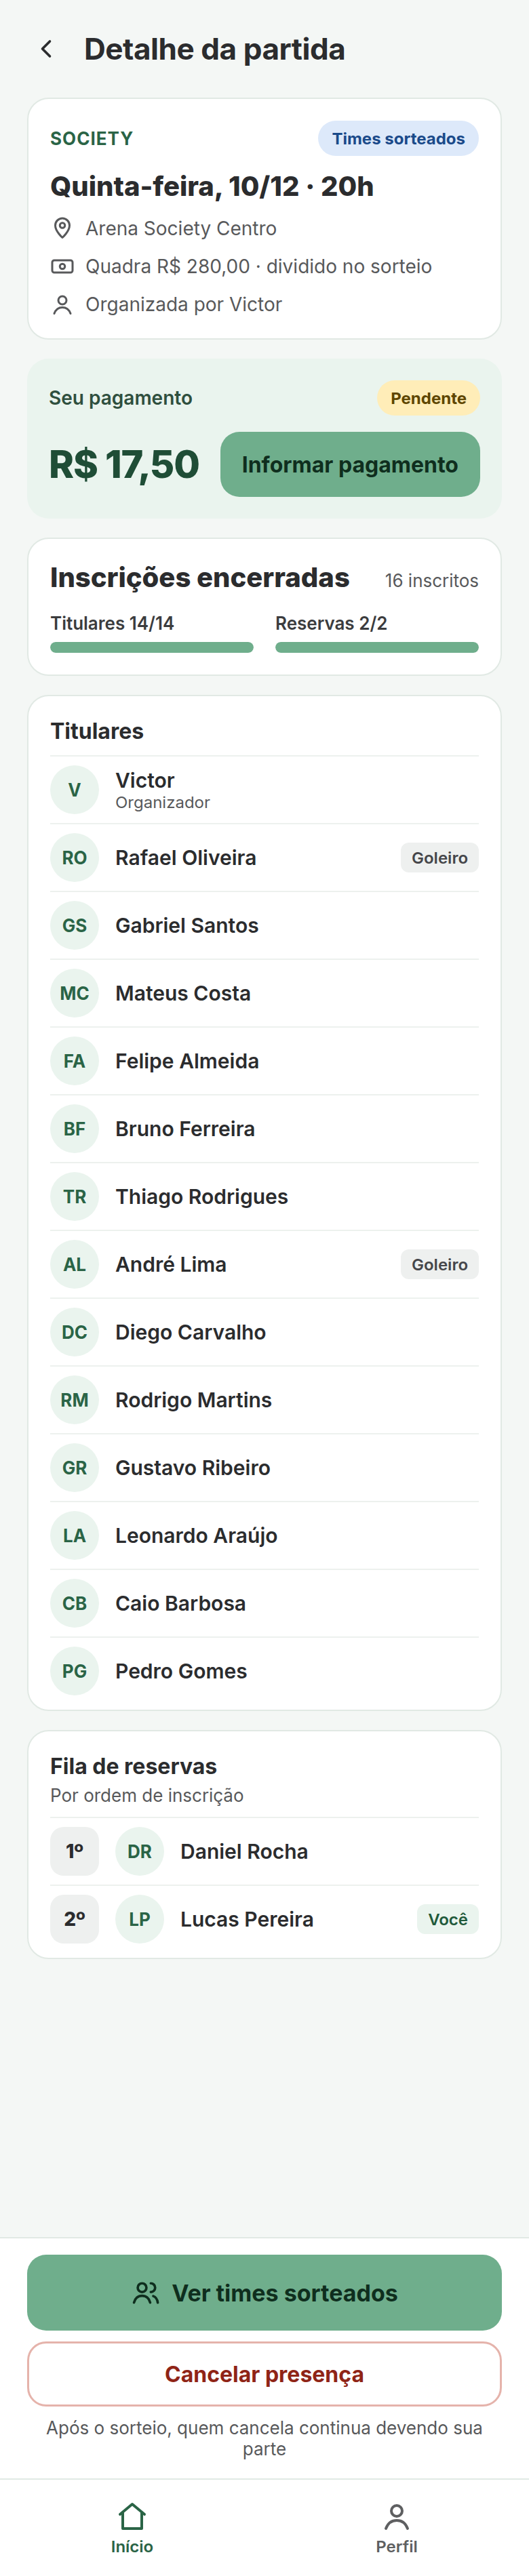 Detalhe da partida
SOCIETY
Times sorteados
Quinta-feira, 10/12 · 20h
Arena Society Centro
Quadra R$ 280,00 · dividido no sorteio
Organizada por Victor
Seu pagamento
Pendente
R$ 17,50
Informar pagamento
Inscrições encerradas
16 inscritos
Titulares 14/14
Reservas 2/2
Titulares
V
Victor
Organizador
RO
Rafael Oliveira
Goleiro
GS
Gabriel Santos
MC
Mateus Costa
FA
Felipe Almeida
BF
Bruno Ferreira
TR
Thiago Rodrigues
AL
André Lima
Goleiro
DC
Diego Carvalho
RM
Rodrigo Martins
GR
Gustavo Ribeiro
LA
Leonardo Araújo
CB
Caio Barbosa
PG
Pedro Gomes
Fila de reservas
Por ordem de inscrição
1º
DR
Daniel Rocha
2º
LP
Lucas Pereira
Você
Ver times sorteados
Cancelar presença
Após o sorteio, quem cancela continua devendo sua
parte
Início
Perfil